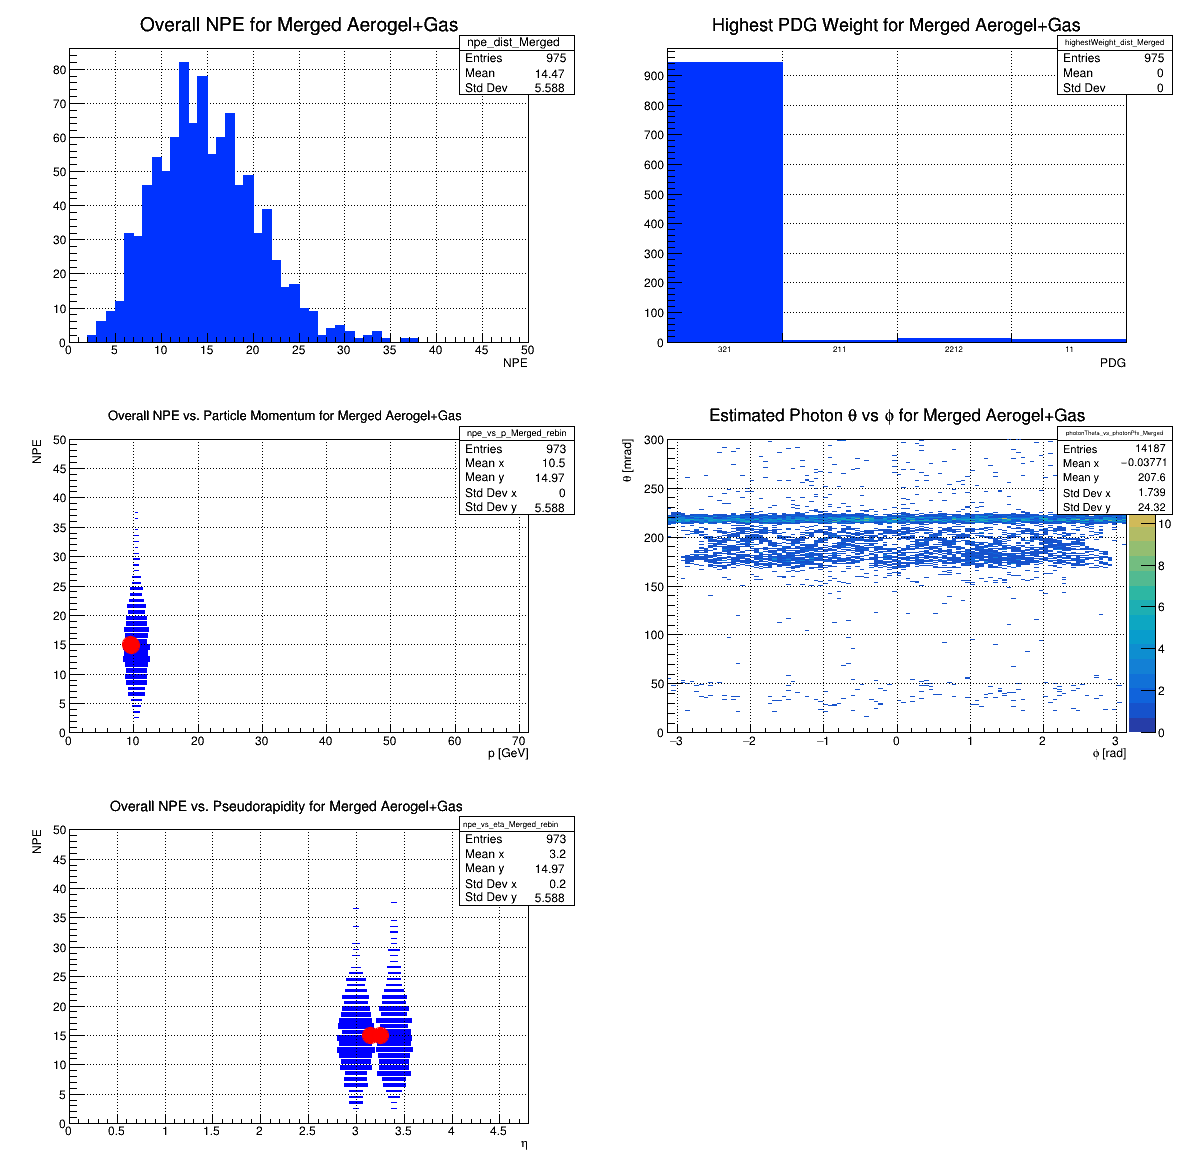 Overall NPE for Merged Aerogel+Gas
npe_dist_Merged
Entries 975
Mean 14.47
Std Dev 5.588
80
70
60
50
40
30
20
10
0
0 5 10 15 20 25 30 35 40 45 50
NPE
Highest PDG Weight for Merged Aerogel+Gas
highestWeight_dist_Merged
Entries 975
Mean 0
Std Dev 0
900
800
700
600
500
400
300
200
100
0
321 211 2212 11
PDG
Overall NPE vs. Particle Momentum for Merged Aerogel+Gas
npe_vs_p_Merged_rebin
Entries 973
Mean x 10.5
Mean y 14.97
Std Dev x 0
Std Dev y 5.588
NPE
50
45
40
35
30
25
20
15
10
5
0
0 10 20 30 40 50 60 70
p [GeV]
Estimated Photon θ vs ϕ for Merged Aerogel+Gas
photonTheta_vs_photonPhi_Merged
Entries 14187
Mean x −0.03771
Mean y 207.6
Std Dev x 1.739
Std Dev y 24.32
θ [mrad]
300
250
200
150
100
50
0
−3 −2 −1 0 1 2 3
ϕ [rad]
10
8
6
4
2
0
Overall NPE vs. Pseudorapidity for Merged Aerogel+Gas
npe_vs_eta_Merged_rebin
Entries 973
Mean x 3.2
Mean y 14.97
Std Dev x 0.2
Std Dev y 5.588
NPE
50
45
40
35
30
25
20
15
10
5
0
0 0.5 1 1.5 2 2.5 3 3.5 4 4.5
η